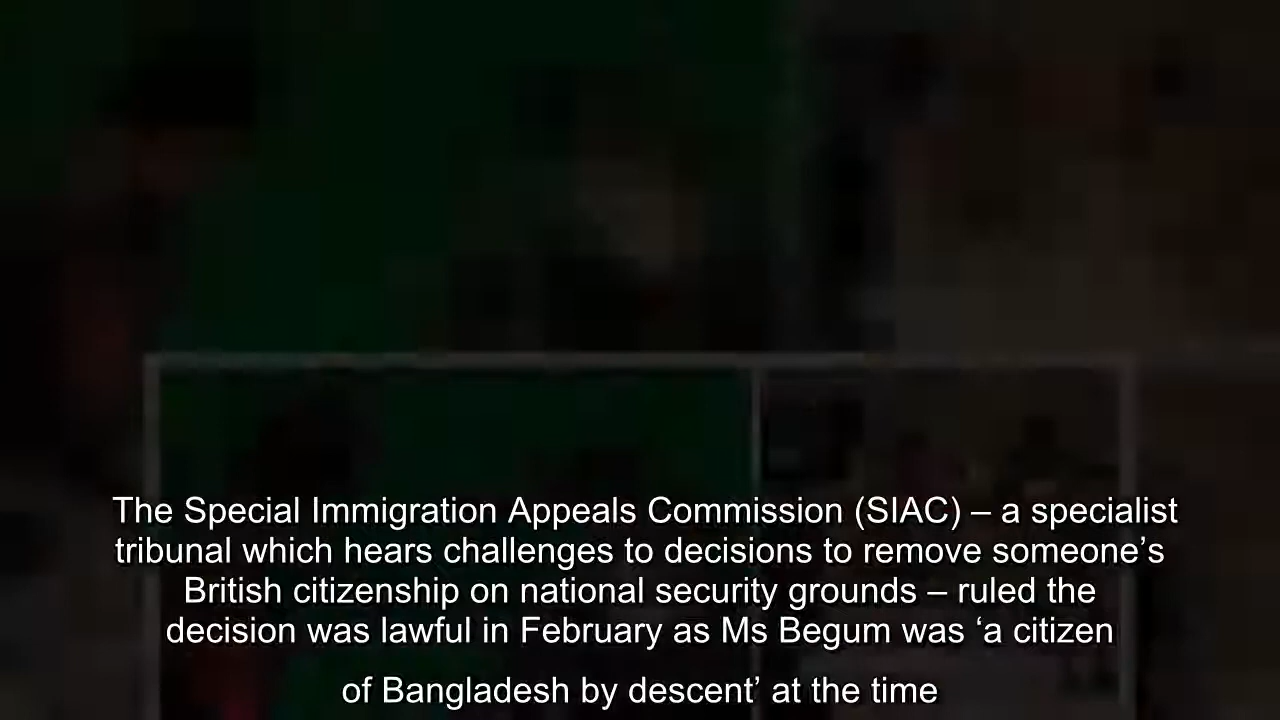 The Special Immigration Appeals Commission (SIAC) – a specialist
tribunal which hears challenges to decisions to remove someone’s
British citizenship on national security grounds – ruled the
decision was lawful in February as Ms Begum was ‘a citizen
of Bangladesh by descent’ at the time